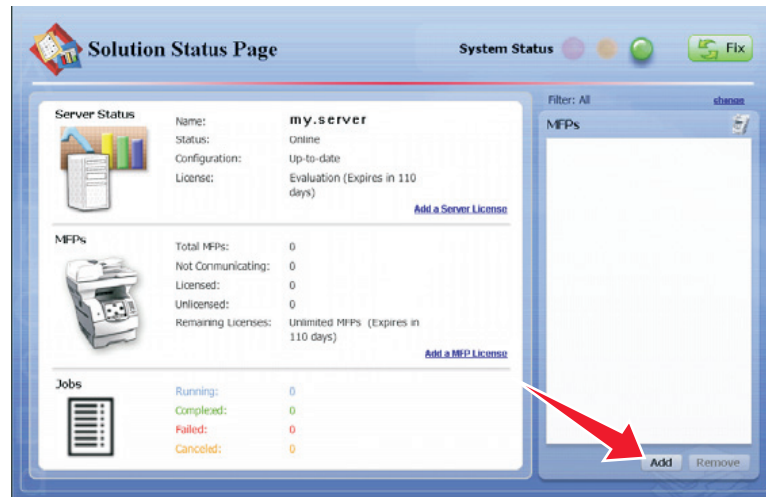 Solution Status Page
System Status
Fix
Server Status
Name: my.server
Status: Online
Configuration: Up-to-date
License: Evaluation (Expires in 110 days)
Add a Server License
MFPs
Total MFPs: 0
Not Communicating: 0
Licensed: 0
Unlicensed: 0
Remaining Licenses: Unlimited MFPs (Expires in 110 days)
Add a MFP License
Jobs
Running: 0
Completed: 0
Failed: 0
Canceled: 0
Filter: All
change
MFPs
Add Remove